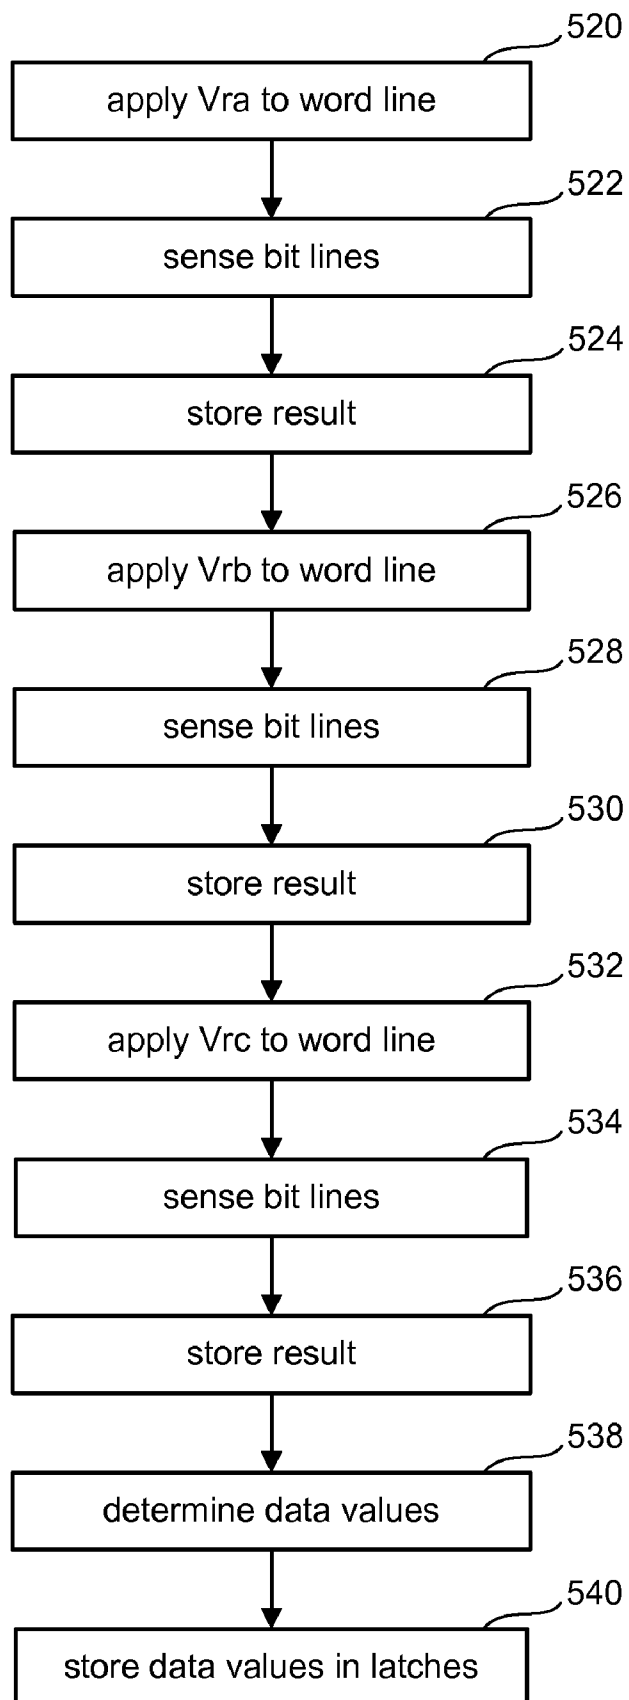 520
apply Vra to word line
522
sense bit lines
524
store result
526
apply Vrb to word line
528
sense bit lines
530
store result
532
apply Vrc to word line
534
sense bit lines
536
store result
538
determine data values
540
store data values in latches